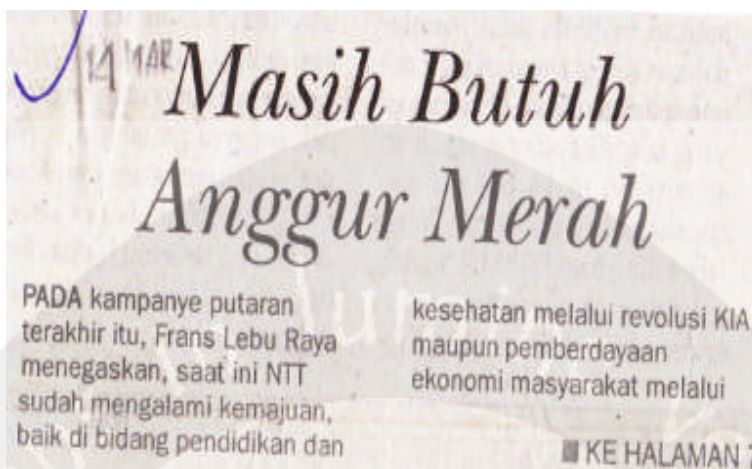 14 MAR
Masih Butuh
Anggur Merah
PADA kampanye putaran
terakhir itu, Frans Lebu Raya
menegaskan, saat ini NTT
sudah mengalami kemajuan,
baik di bidang pendidikan dan
kesehatan melalui revolusi KIA
maupun pemberdayaan
ekonomi masyarakat melalui
KE HALAMAN